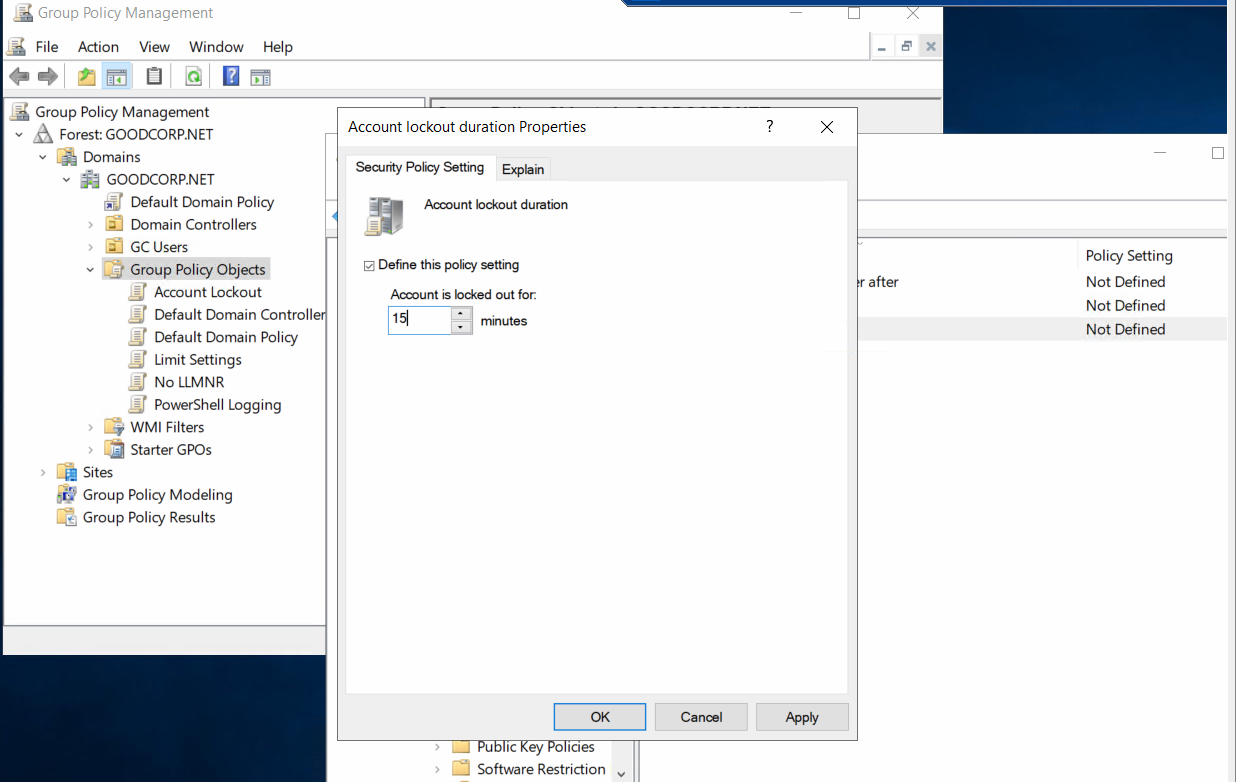 Group Policy Management
File Action View Window Help
Group Policy Management
Forest: GOODCORP.NET
Domains
GOODCORP.NET
Default Domain Policy
Domain Controllers
GC Users
Group Policy Objects
Account Lockout
Default Domain Controller
Default Domain Policy
Limit Settings
No LLMNR
PowerShell Logging
WMI Filters
Starter GPOs
Sites
Group Policy Modeling
Group Policy Results
Account lockout duration Properties
?
Security Policy Setting
Explain
Account lockout duration
Define this policy setting
Account is locked out for:
15 minutes
OK Cancel Apply
Policy Setting
er after Not Defined
Not Defined
Not Defined
Public Key Policies
Software Restriction